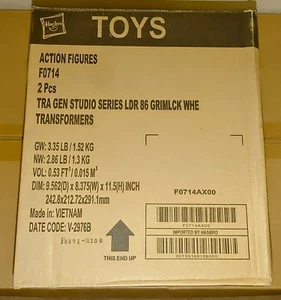 Hasbro
TOYS
ACTION FIGURES
F0714
2 Pcs
TRA GEN STUDIO SERIES LDR 86 GRIMLCK WHE
TRANSFORMERS
GW: 3.35 LB / 1.52 KG
NW: 2.86 LB / 1.3 KG
VOL: 0.53 FT³ / 0.015 M³
DIM: 9.562(D) x 8.375(W) x 11.5(H) INCH
242.8x212.72x291.1mm
Made in: VIETNAM
DATE CODE: V-2976B
THIS END UP
F0714AX00
F0714AX00
IMPORTED BY HASBRO